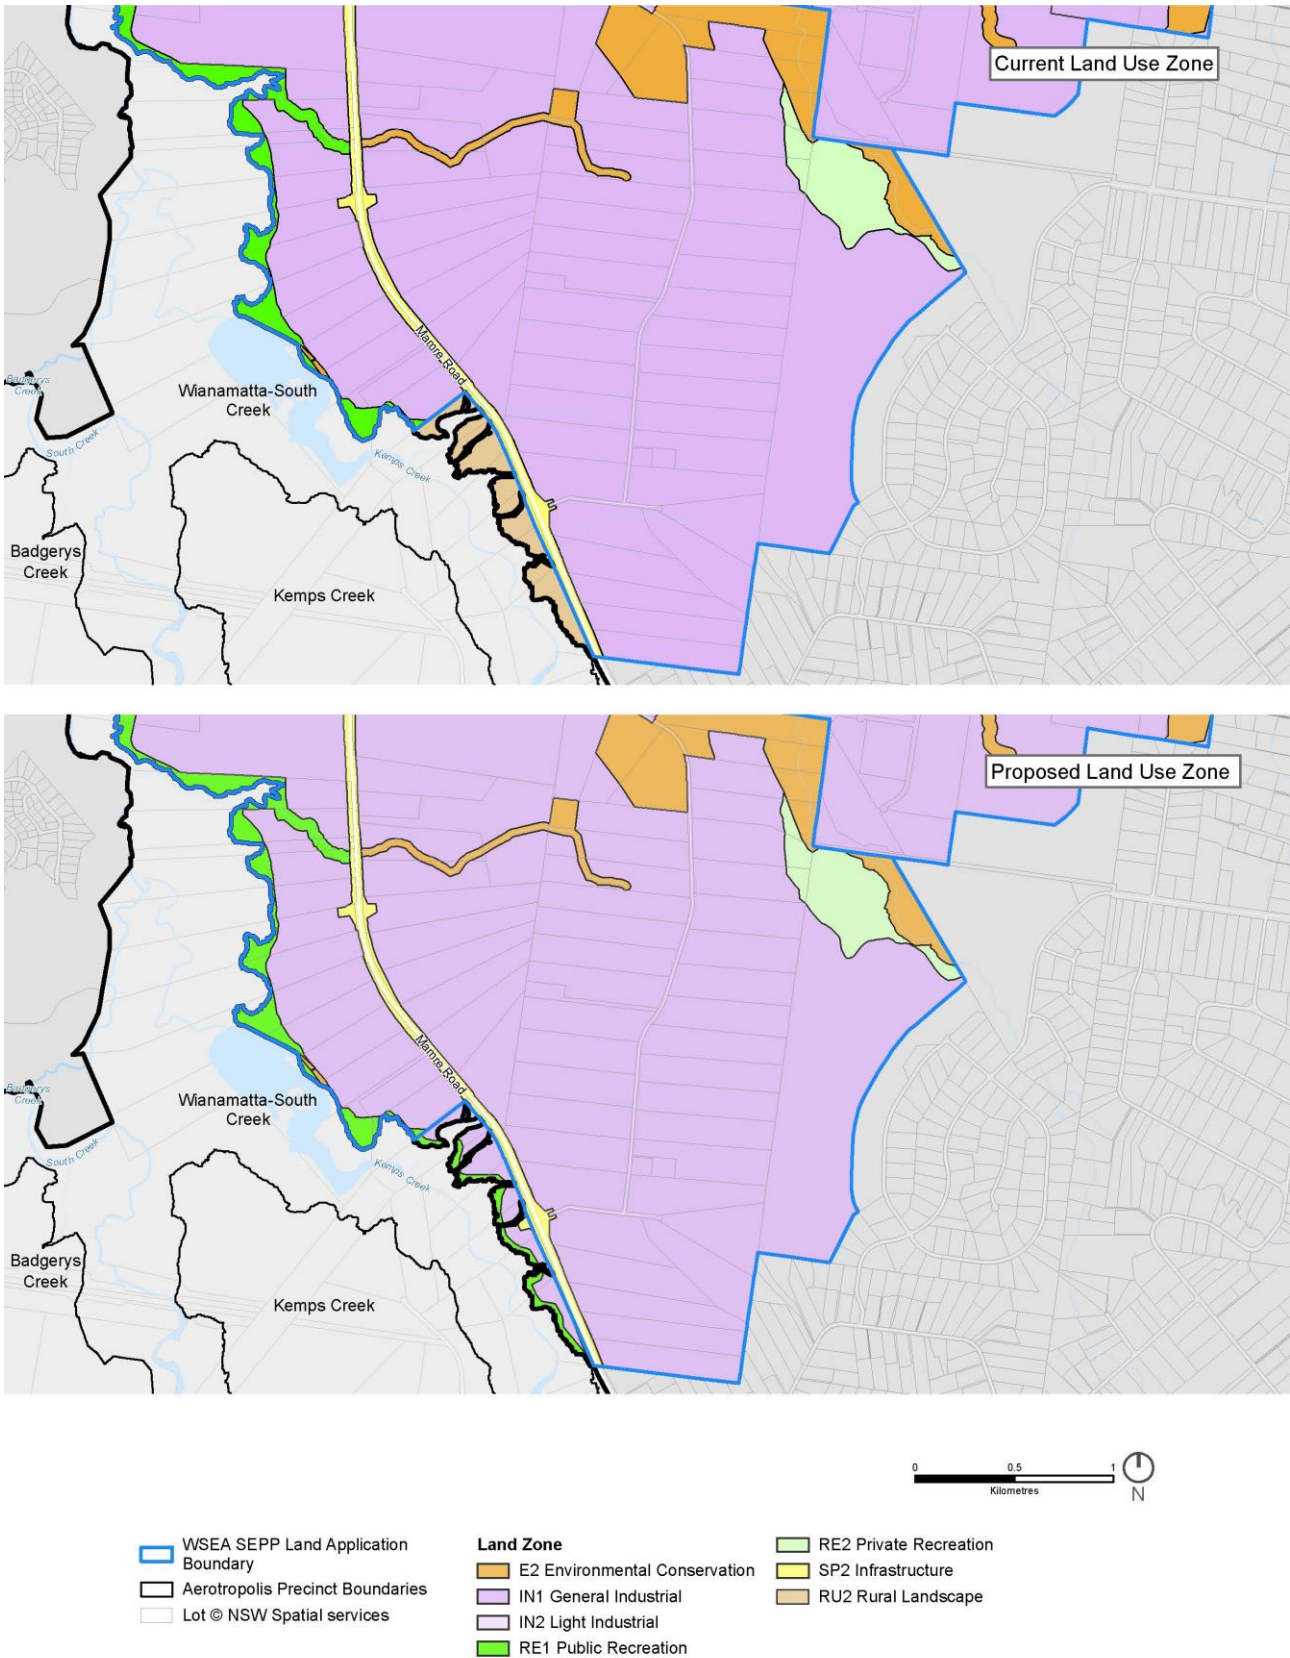 Current Land Use Zone
Mamre Road
Badgerys
Creek
Wianamatta-South
Creek
South Creek
Kemps Creek
Badgerys
Creek
Kemps Creek
Proposed Land Use Zone
Mamre Road
Badgerys
Creek
Wianamatta-South
Creek
South Creek
Kemps Creek
Badgerys
Creek
Kemps Creek
0 0.5 1
Kilometres
N
WSEA SEPP Land Application
Boundary
Aerotropolis Precinct Boundaries
Lot © NSW Spatial services
Land Zone
E2 Environmental Conservation
IN1 General Industrial
IN2 Light Industrial
RE1 Public Recreation
RE2 Private Recreation
SP2 Infrastructure
RU2 Rural Landscape